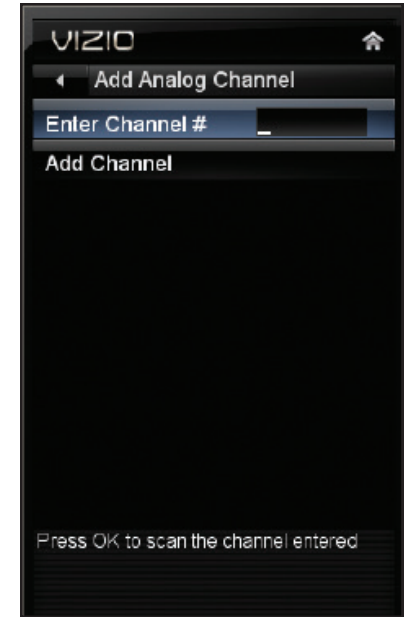 VIZIO
Add Analog Channel
Enter Channel # _
Add Channel
Press OK to scan the channel entered